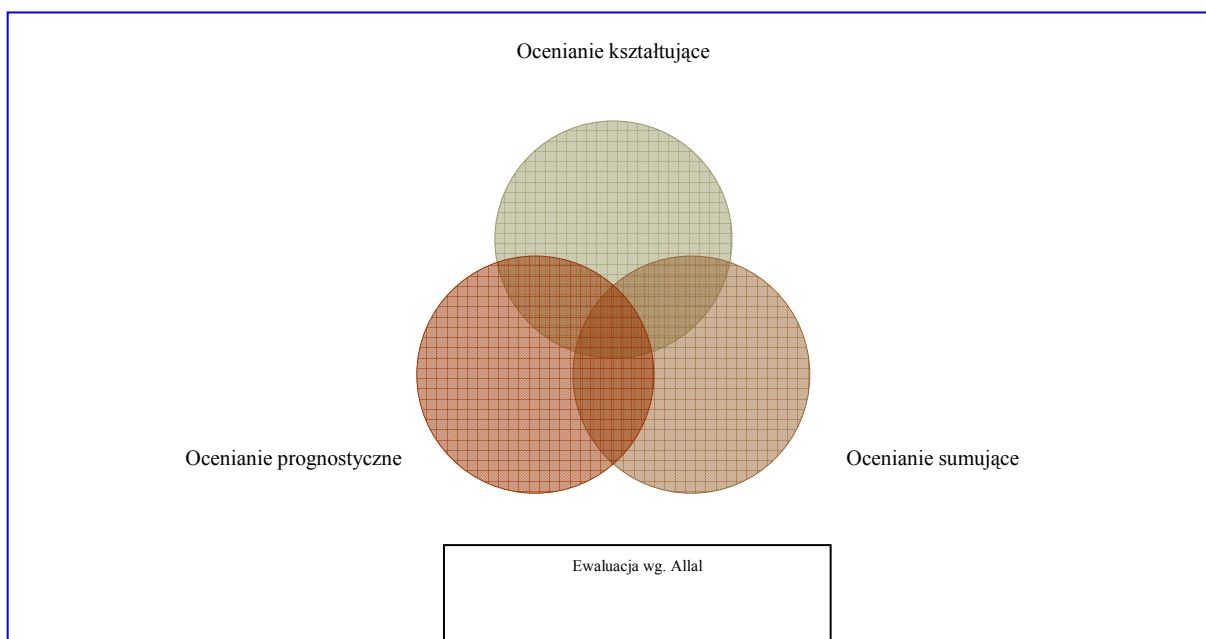 Ocenianie kształtujące
Ocenianie prognostyczne
Ocenianie sumujące
Ewaluacja wg. Allal